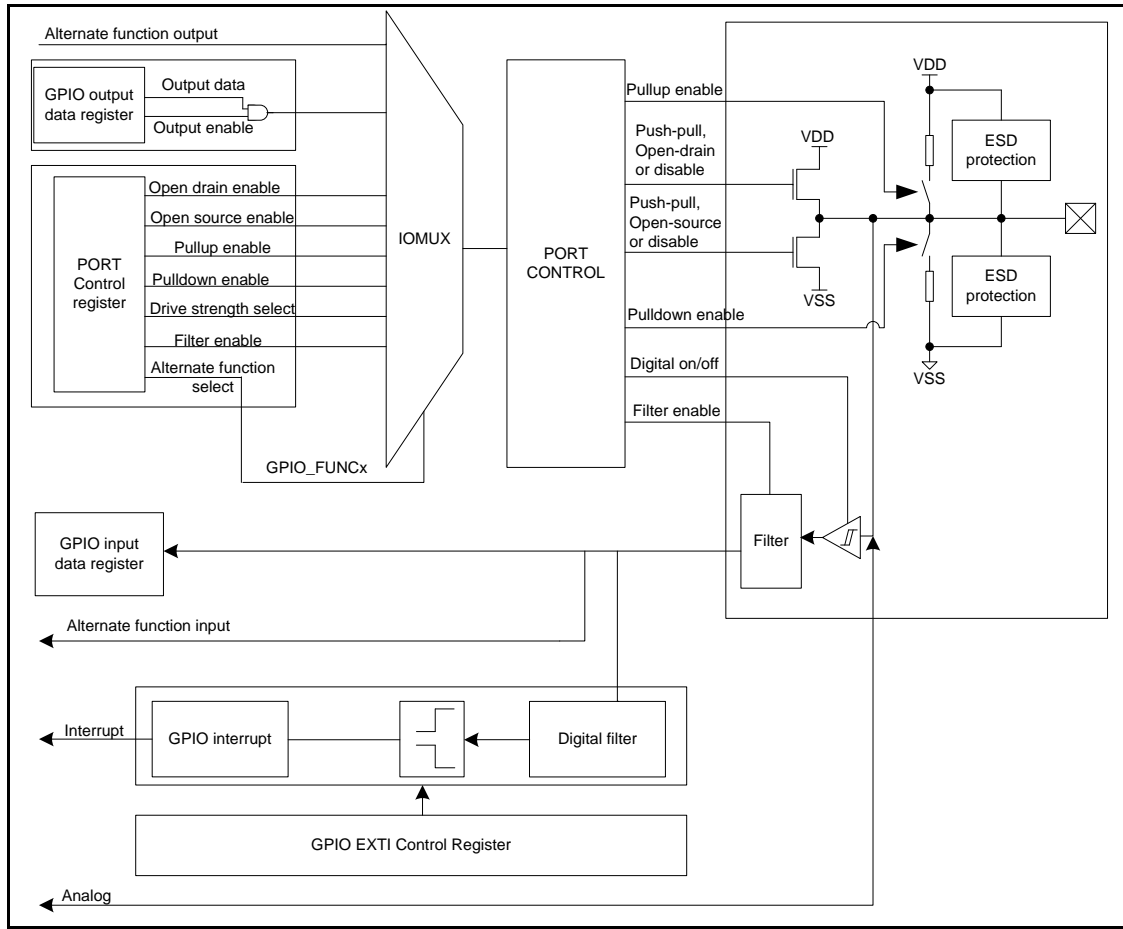 Alternate function output
GPIO output
data register
Output data
Output enable
PORT
Control
register
Open drain enable
Open source enable
Pullup enable
Pulldown enable
Drive strength select
Filter enable
Alternate function
select
GPIO_FUNCx
IOMUX
PORT
CONTROL
Pullup enable
Push-pull,
Open-drain
or disable
Push-pull,
Open-source
or disable
Pulldown enable
Digital on/off
Filter enable
VDD
VSS
VDD
ESD
protection
ESD
protection
VSS
Filter
GPIO input
data register
Alternate function input
Interrupt
GPIO interrupt
Digital filter
GPIO EXTI Control Register
Analog